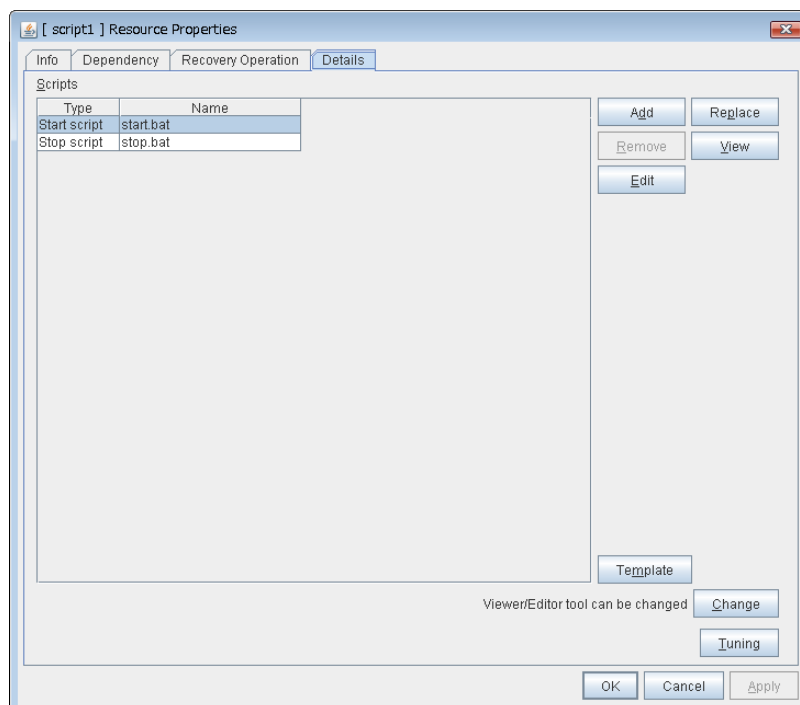 [ script1 ] Resource Properties
Info Dependency Recovery Operation Details
Scripts
Type Name
Start script start.bat
Stop script stop.bat
Add Replace
Remove View
Edit
Template
Viewer/Editor tool can be changed Change
Tuning
OK Cancel Apply